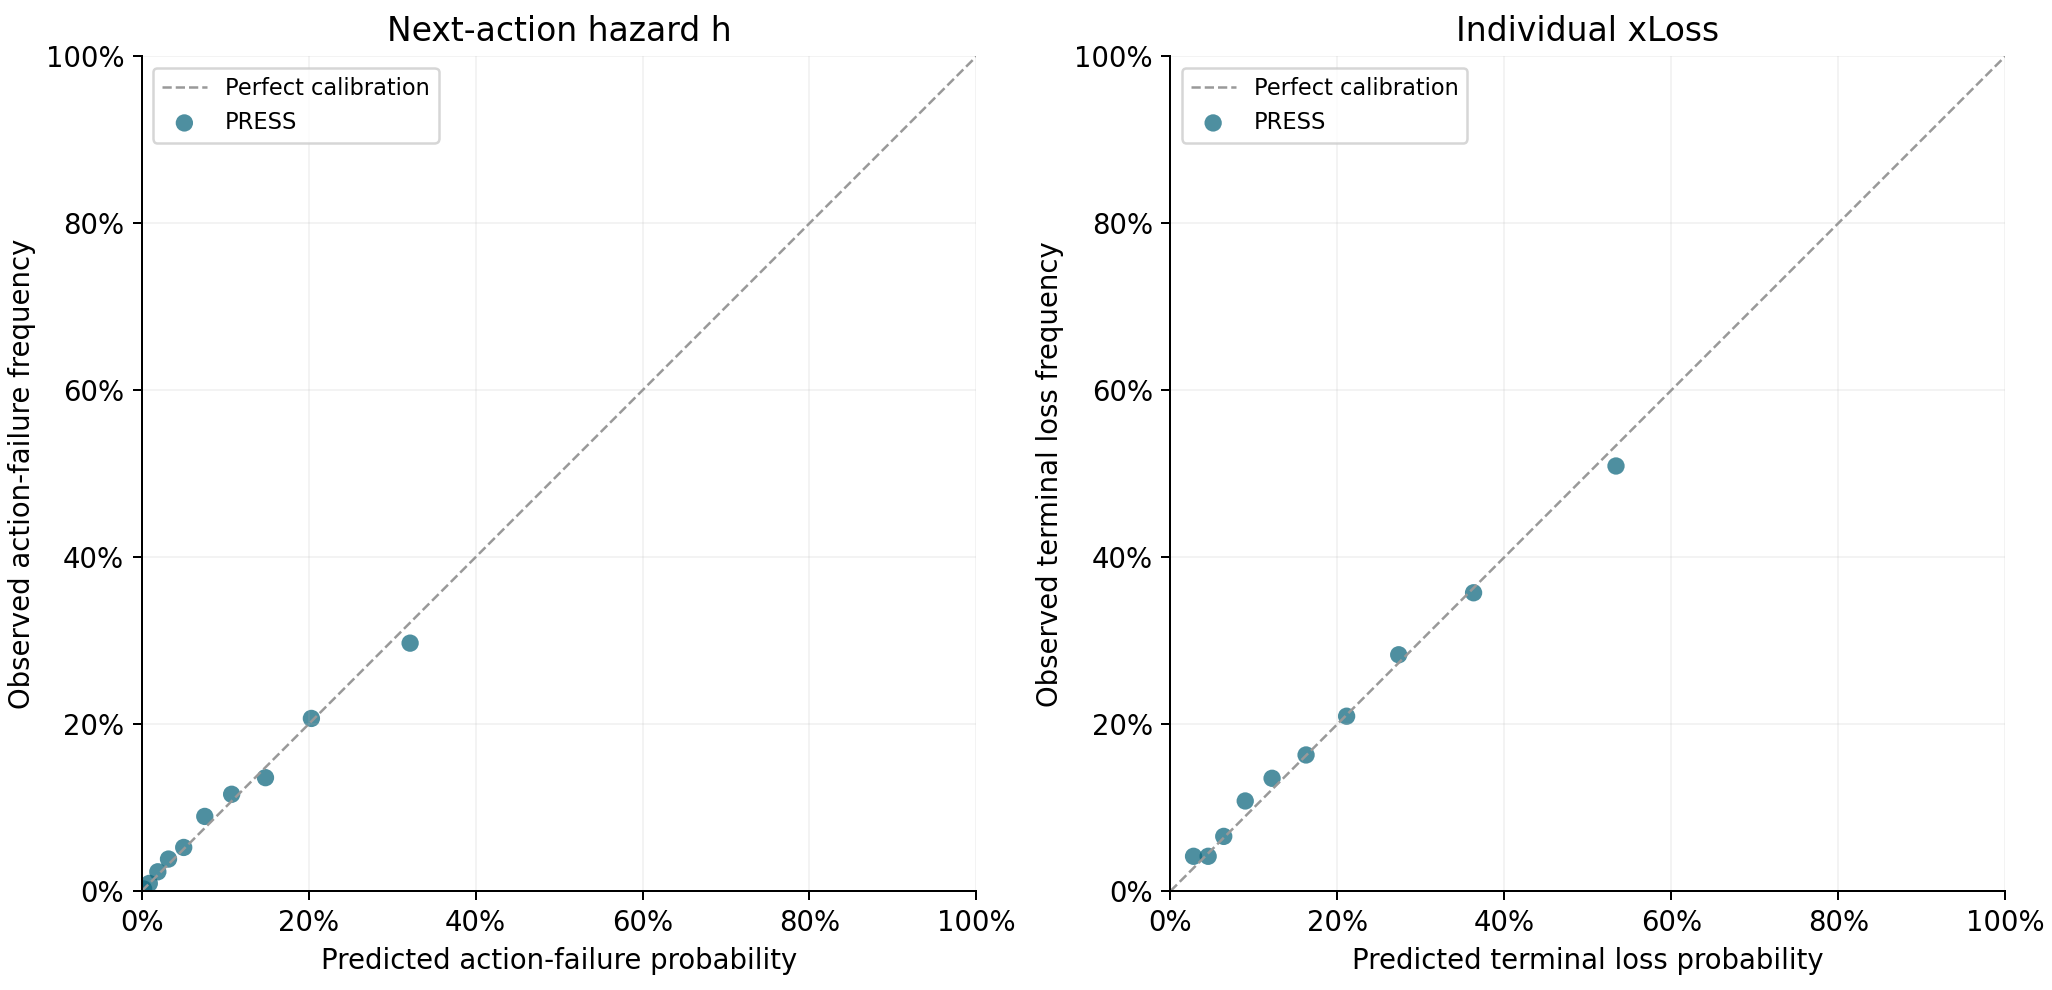 Next-action hazard h
100%
80%
60%
40%
20%
0%
Observed action-failure frequency
Perfect calibration
PRESS
0% 20% 40% 60% 80% 100%
Predicted action-failure probability
Individual xLoss
100%
80%
60%
40%
20%
0%
Observed terminal loss frequency
Perfect calibration
PRESS
0% 20% 40% 60% 80% 100%
Predicted terminal loss probability